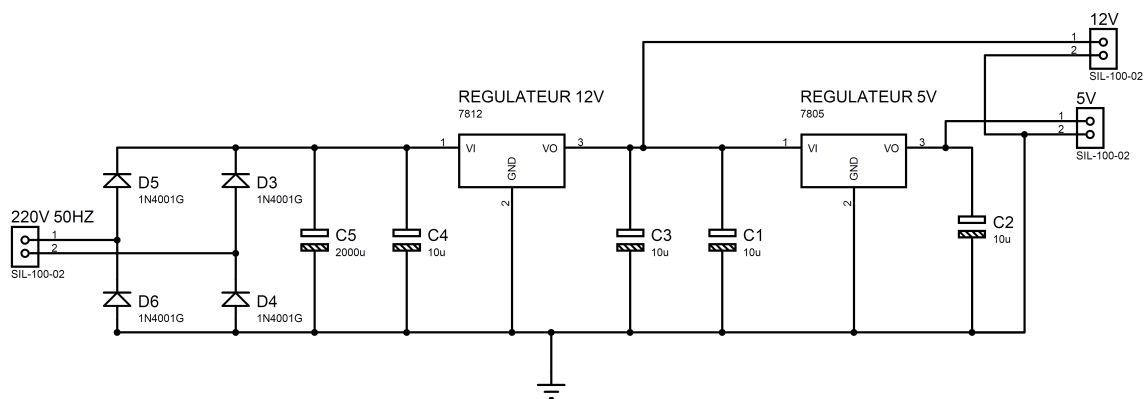 12V
1
2
SIL-100-02
REGULATEUR 12V
7812
REGULATEUR 5V
7805
5V
1
2
SIL-100-02
1
VI
VO
3
GND
2
1
VI
VO
3
GND
2
D5
1N4001G
D3
1N4001G
220V 50HZ
1
2
SIL-100-02
C5
2000u
C4
10u
C3
10u
C1
10u
C2
10u
D6
1N4001G
D4
1N4001G